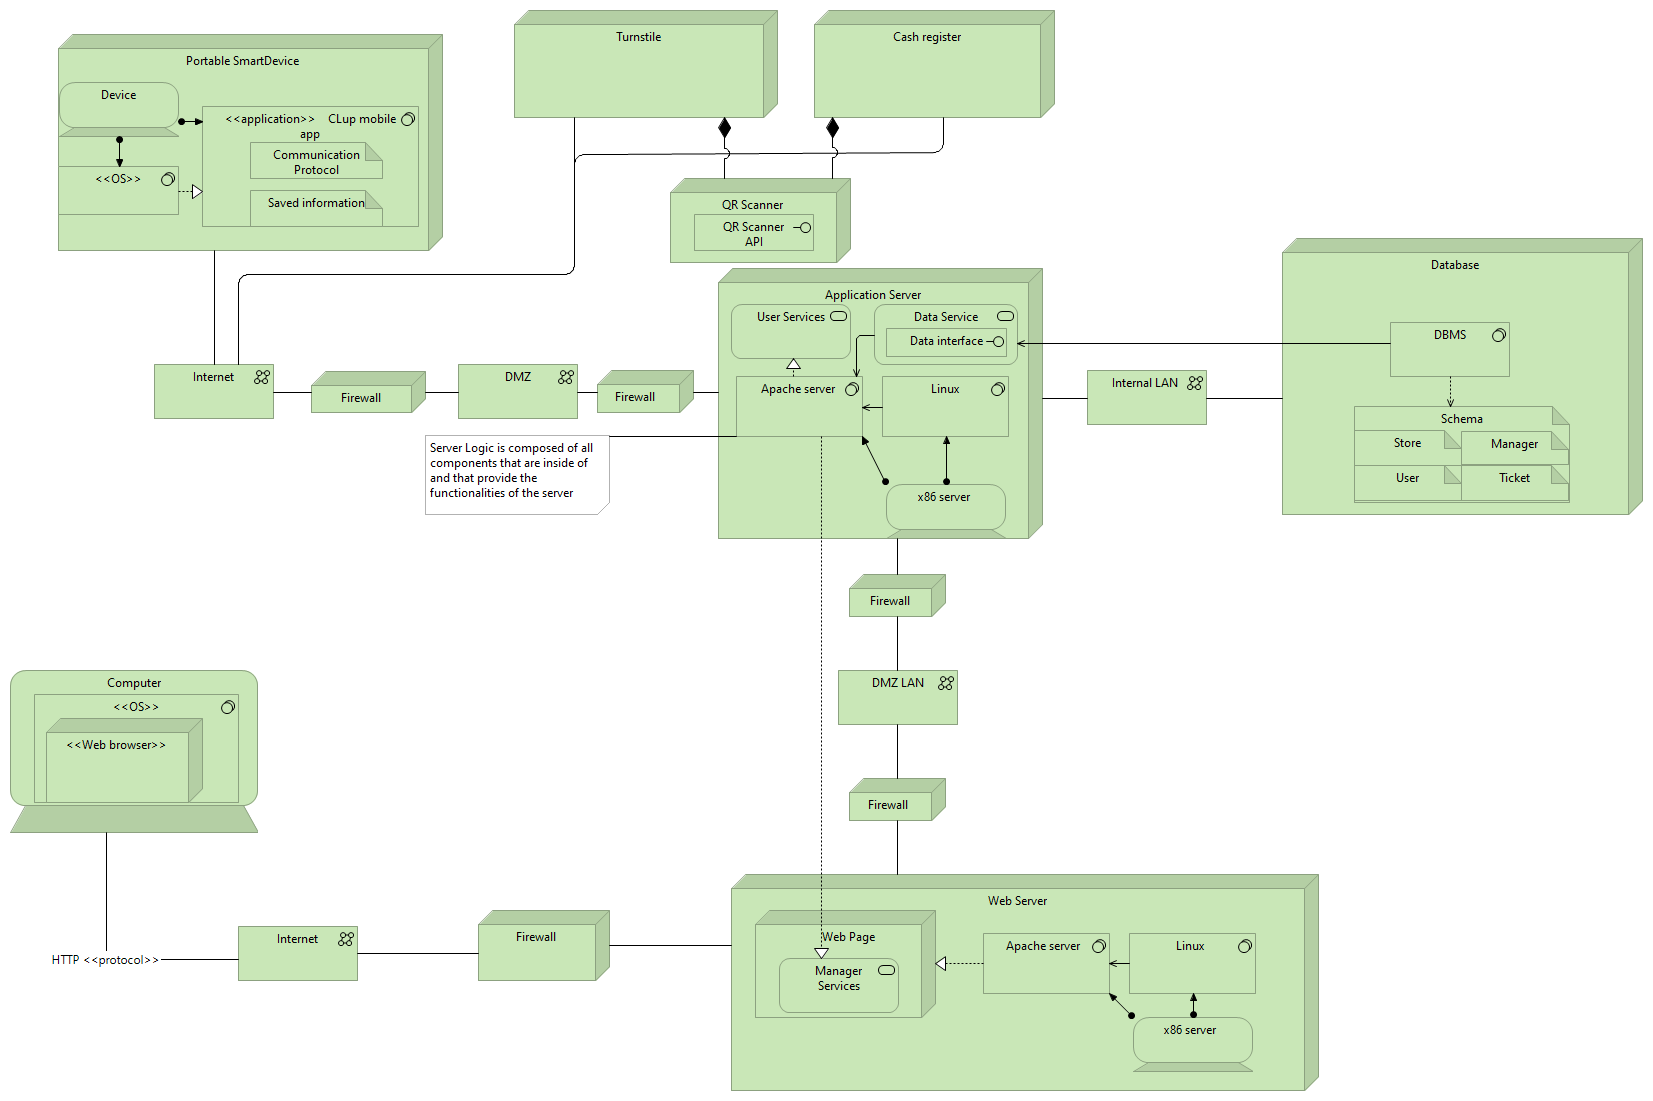 Turnstile
Cash register
Portable SmartDevice
Device
<<application>> CLup mobile
app
Communication
Protocol
<<OS>>
Saved information
QR Scanner
QR Scanner
API
Database
Application Server
User Services
Data Service
Data interface
DBMS
Internet
Firewall
DMZ
Firewall
Apache server
Linux
Internal LAN
Schema
Store
Manager
User
Ticket
Server Logic is composed of all
components that are inside of
and that provide the
functionalities of the server
x86 server
Firewall
DMZ LAN
Computer
<<OS>>
<<Web browser>>
Firewall
Web Server
Web Page
Manager
Services
Apache server
Linux
x86 server
HTTP <<protocol>>
Internet
Firewall